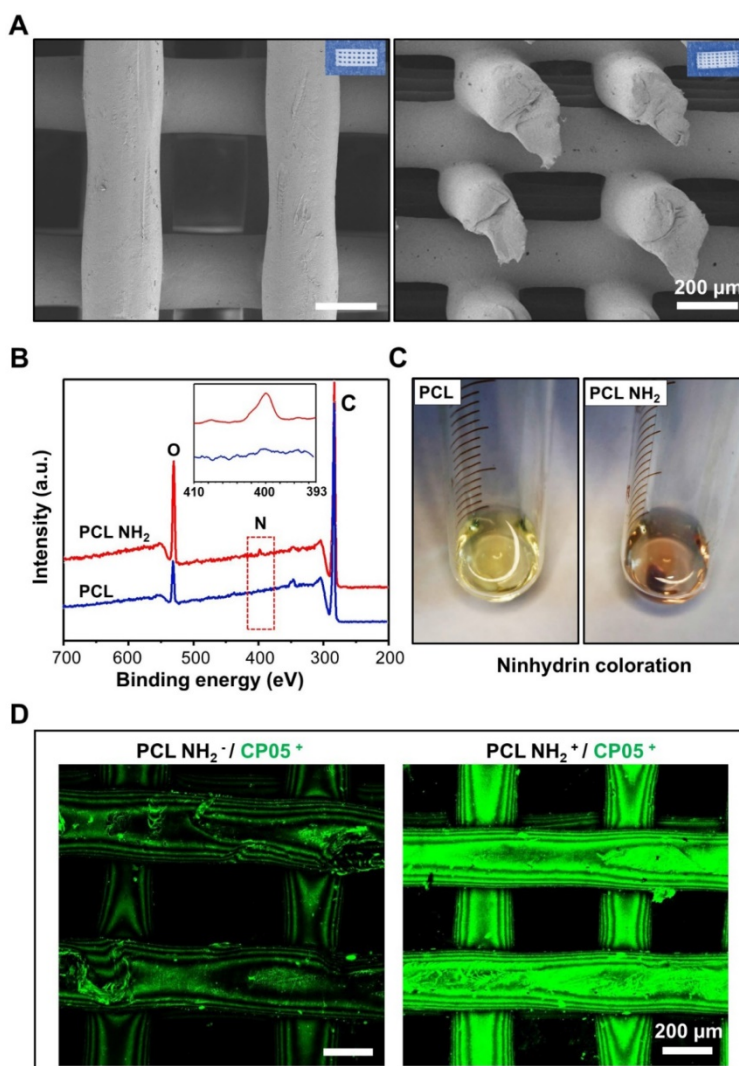 A
200 µm
B
C
O
N
PCL NH₂
PCL
410 400 393
Intensity (a.u.)
700 600 500 400 300 200
Binding energy (eV)
C
PCL
PCL NH₂
Ninhydrin coloration
D
PCL NH₂⁻/ CP05⁺
PCL NH₂⁺/ CP05⁺
200 µm